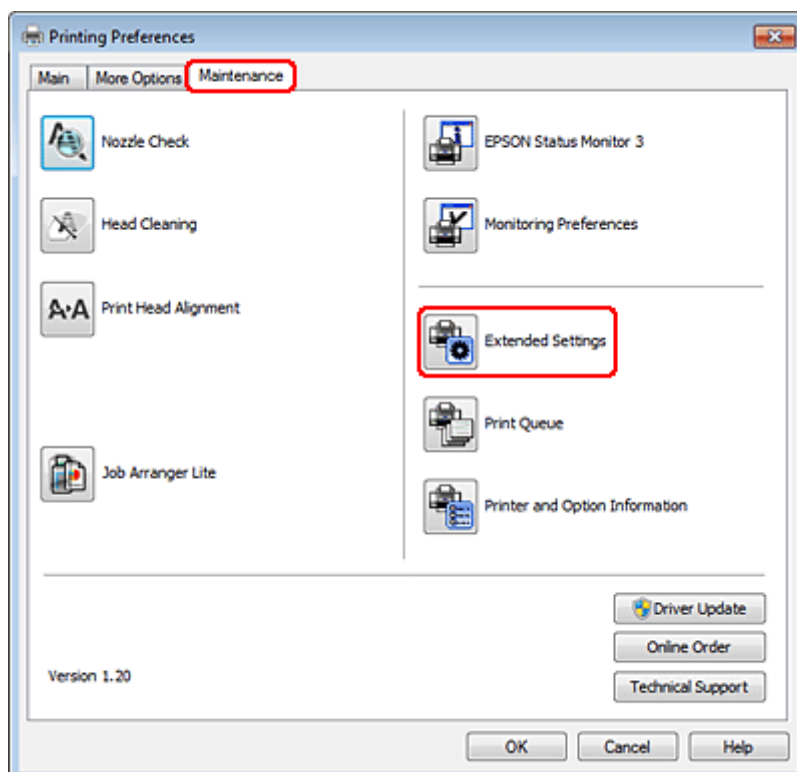 Printing Preferences
Main
More Options
Maintenance
Nozzle Check
Head Cleaning
A·A
Print Head Alignment
Job Arranger Lite
EPSON Status Monitor 3
Monitoring Preferences
Extended Settings
Print Queue
Printer and Option Information
Driver Update
Online Order
Technical Support
Version 1.20
OK
Cancel
Help